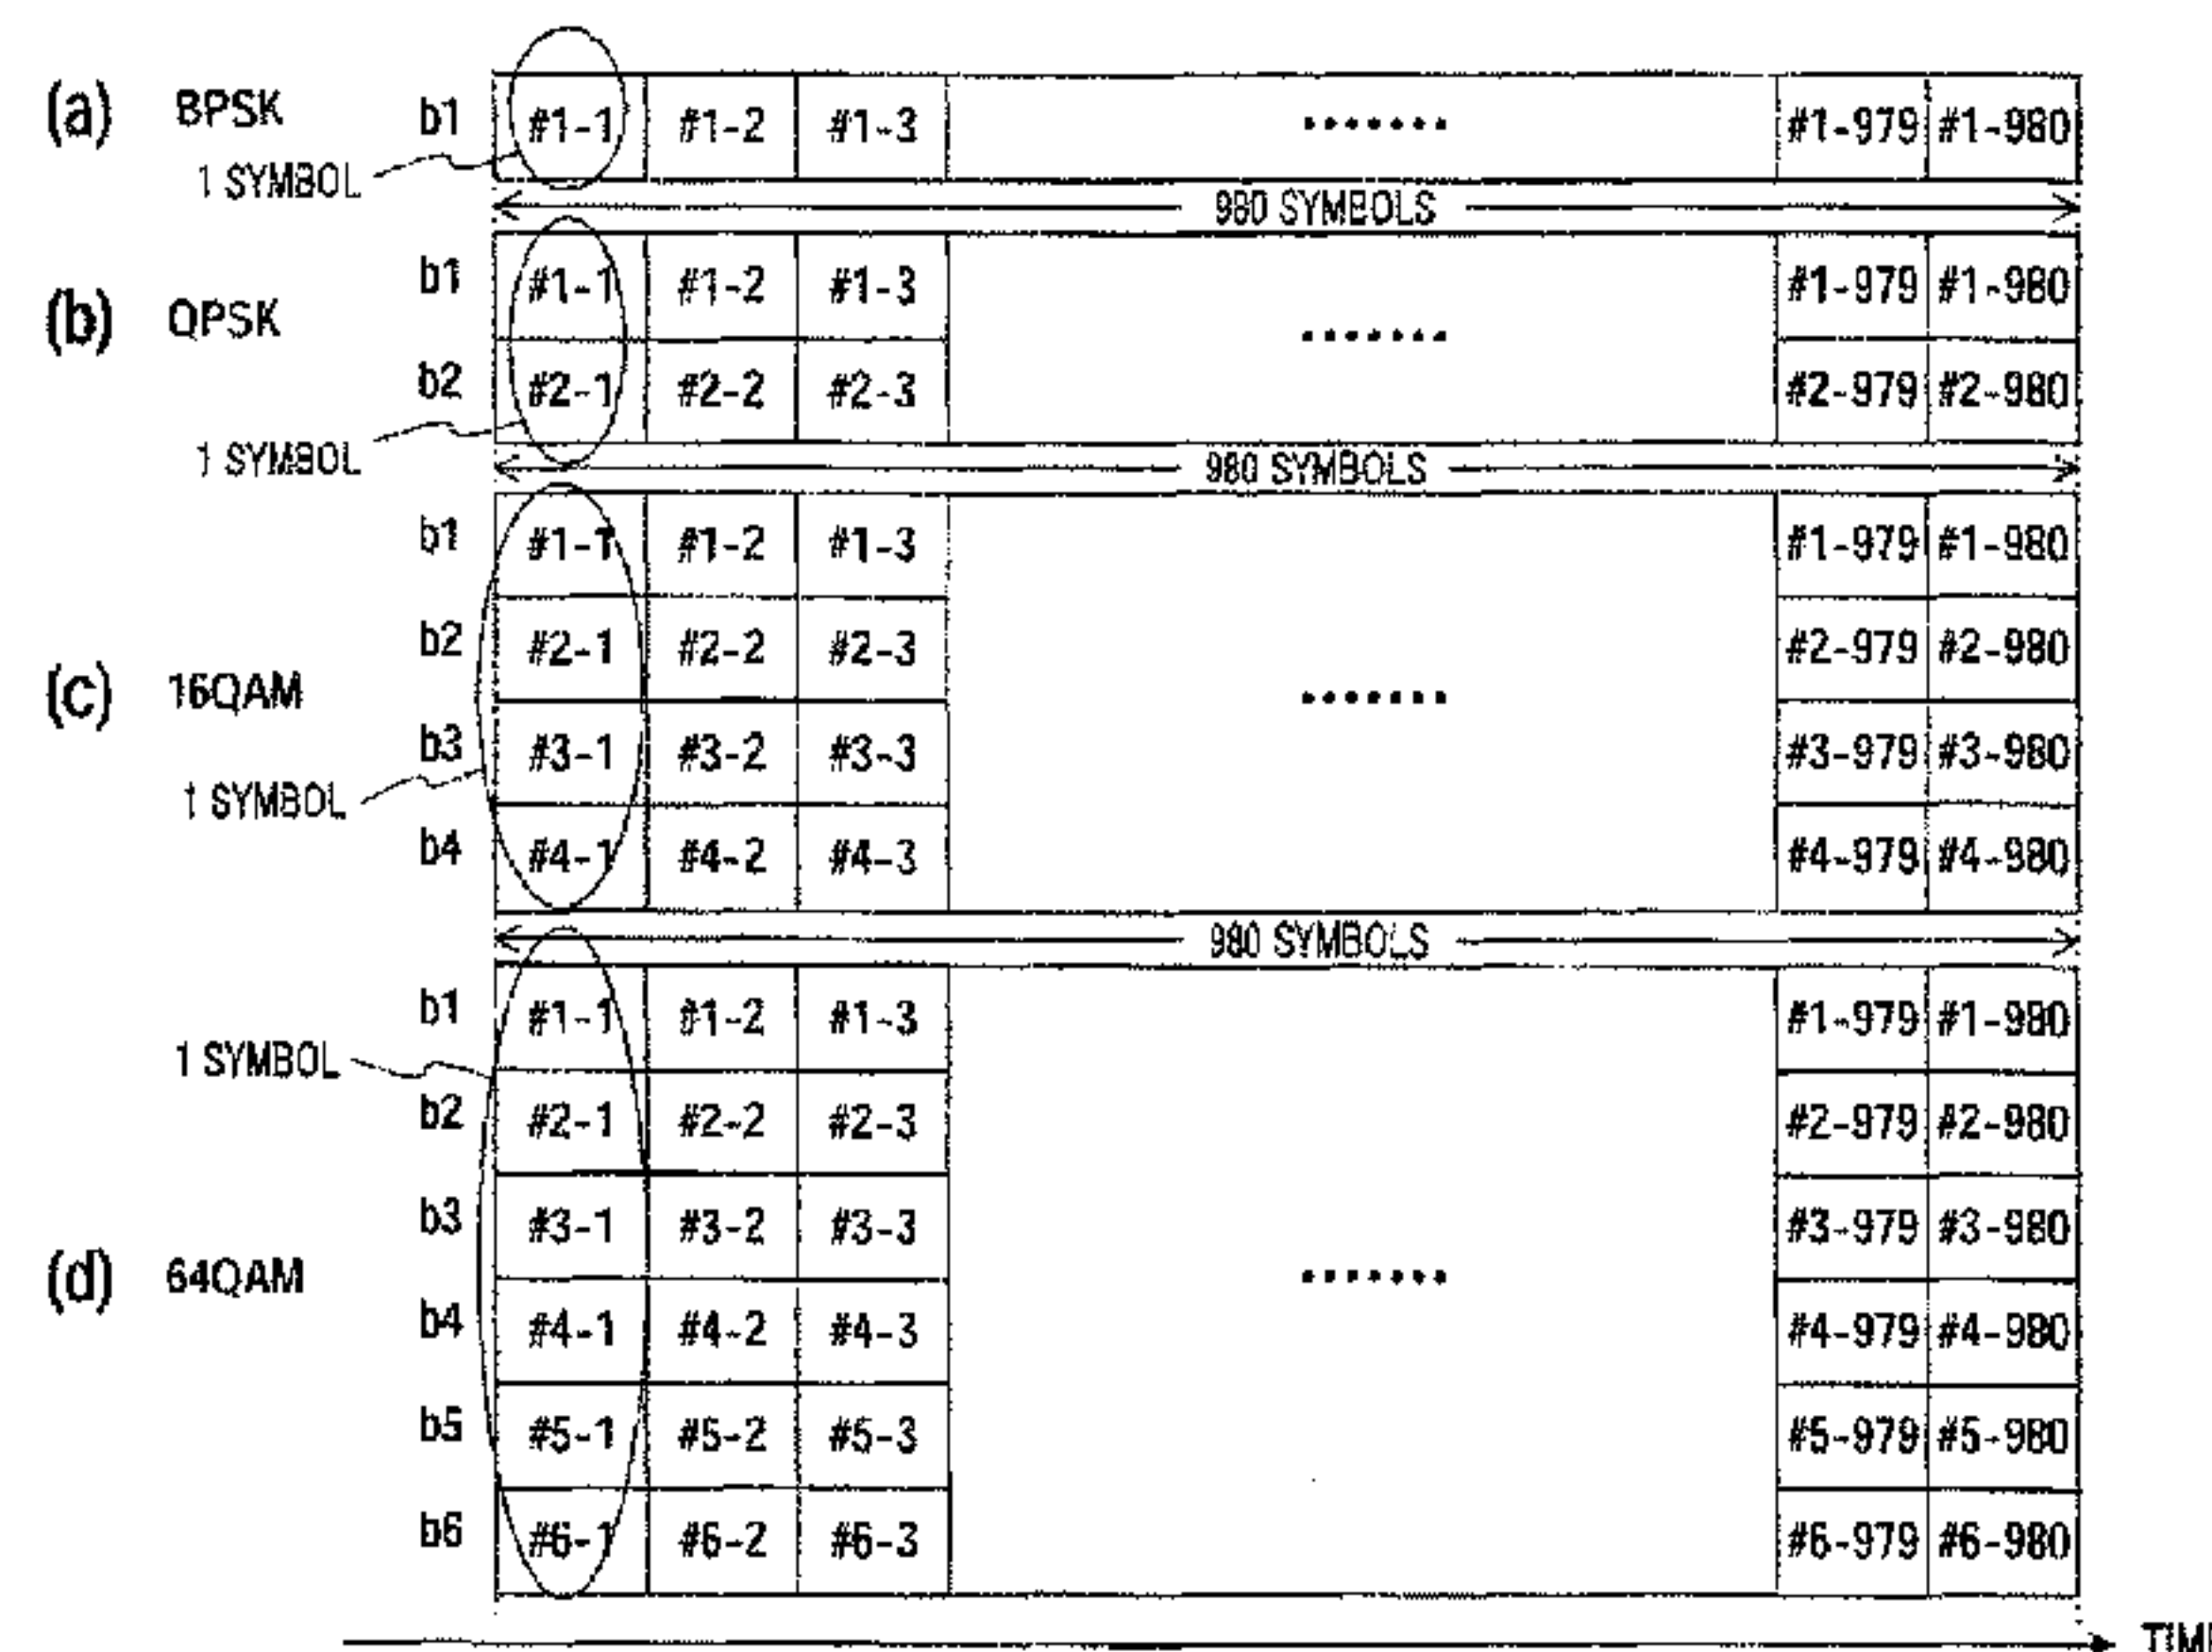 (a) BPSK b1 #1-1 #1-2 #1-3 ······· #1-979 #1-980
1 SYMBOL
980 SYMBOLS
(b) QPSK
b1 #1-1 #1-2 #1-3 #1-979 #1-980
·······
b2 #2-1 #2-2 #2-3 #2-979 #2-980
1 SYMBOL
980 SYMBOLS
(c) 16QAM
b1 #1-1 #1-2 #1-3 #1-979 #1-980
b2 #2-1 #2-2 #2-3 #2-979 #2-980
·······
b3 #3-1 #3-2 #3-3 #3-979 #3-980
1 SYMBOL
b4 #4-1 #4-2 #4-3 #4-979 #4-980
980 SYMBOLS
b1 #1-1 #1-2 #1-3 #1-979 #1-980
1 SYMBOL
b2 #2-1 #2-2 #2-3 #2-979 #2-980
b3 #3-1 #3-2 #3-3 #3-979 #3-980
(d) 64QAM ·······
b4 #4-1 #4-2 #4-3 #4-979 #4-980
b5 #5-1 #5-2 #5-3 #5-979 #5-980
b6 #6-1 #6-2 #6-3 #6-979 #6-980